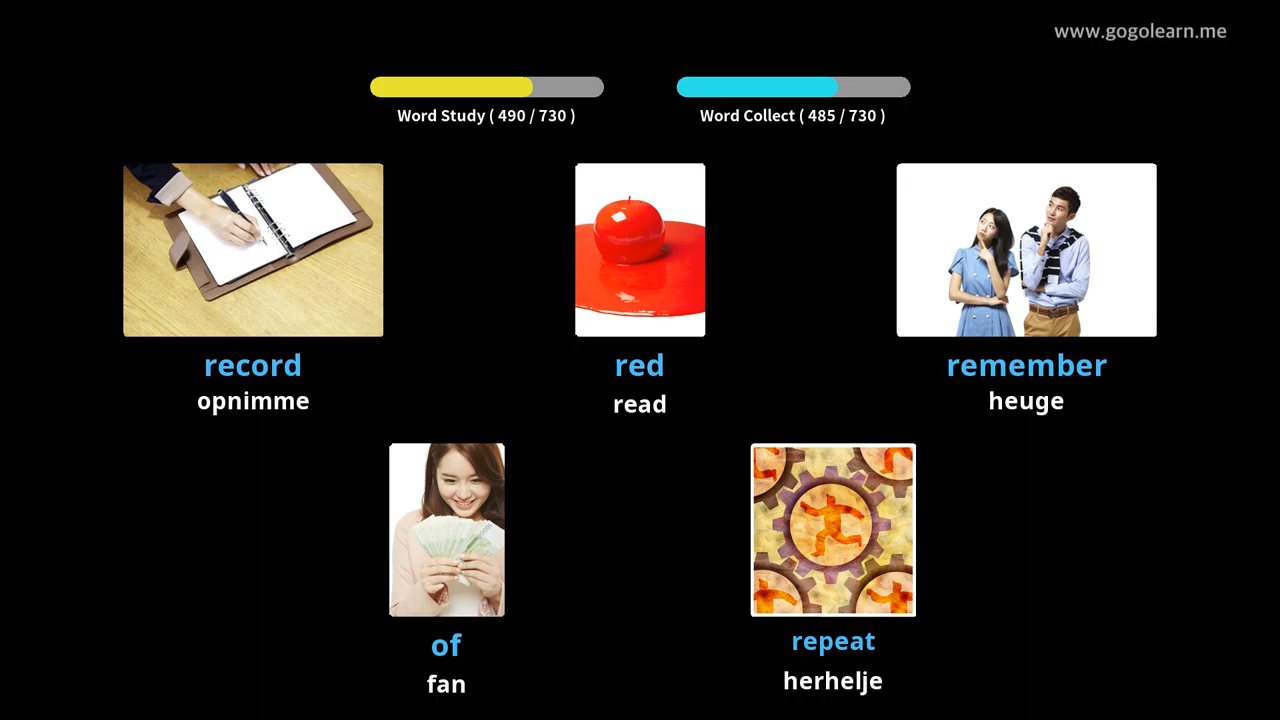 www.gogolearn.me
Word Study ( 490 / 730 )
Word Collect ( 485 / 730 )
record
opnimme
red
read
remember
heuge
of
fan
repeat
herhelje